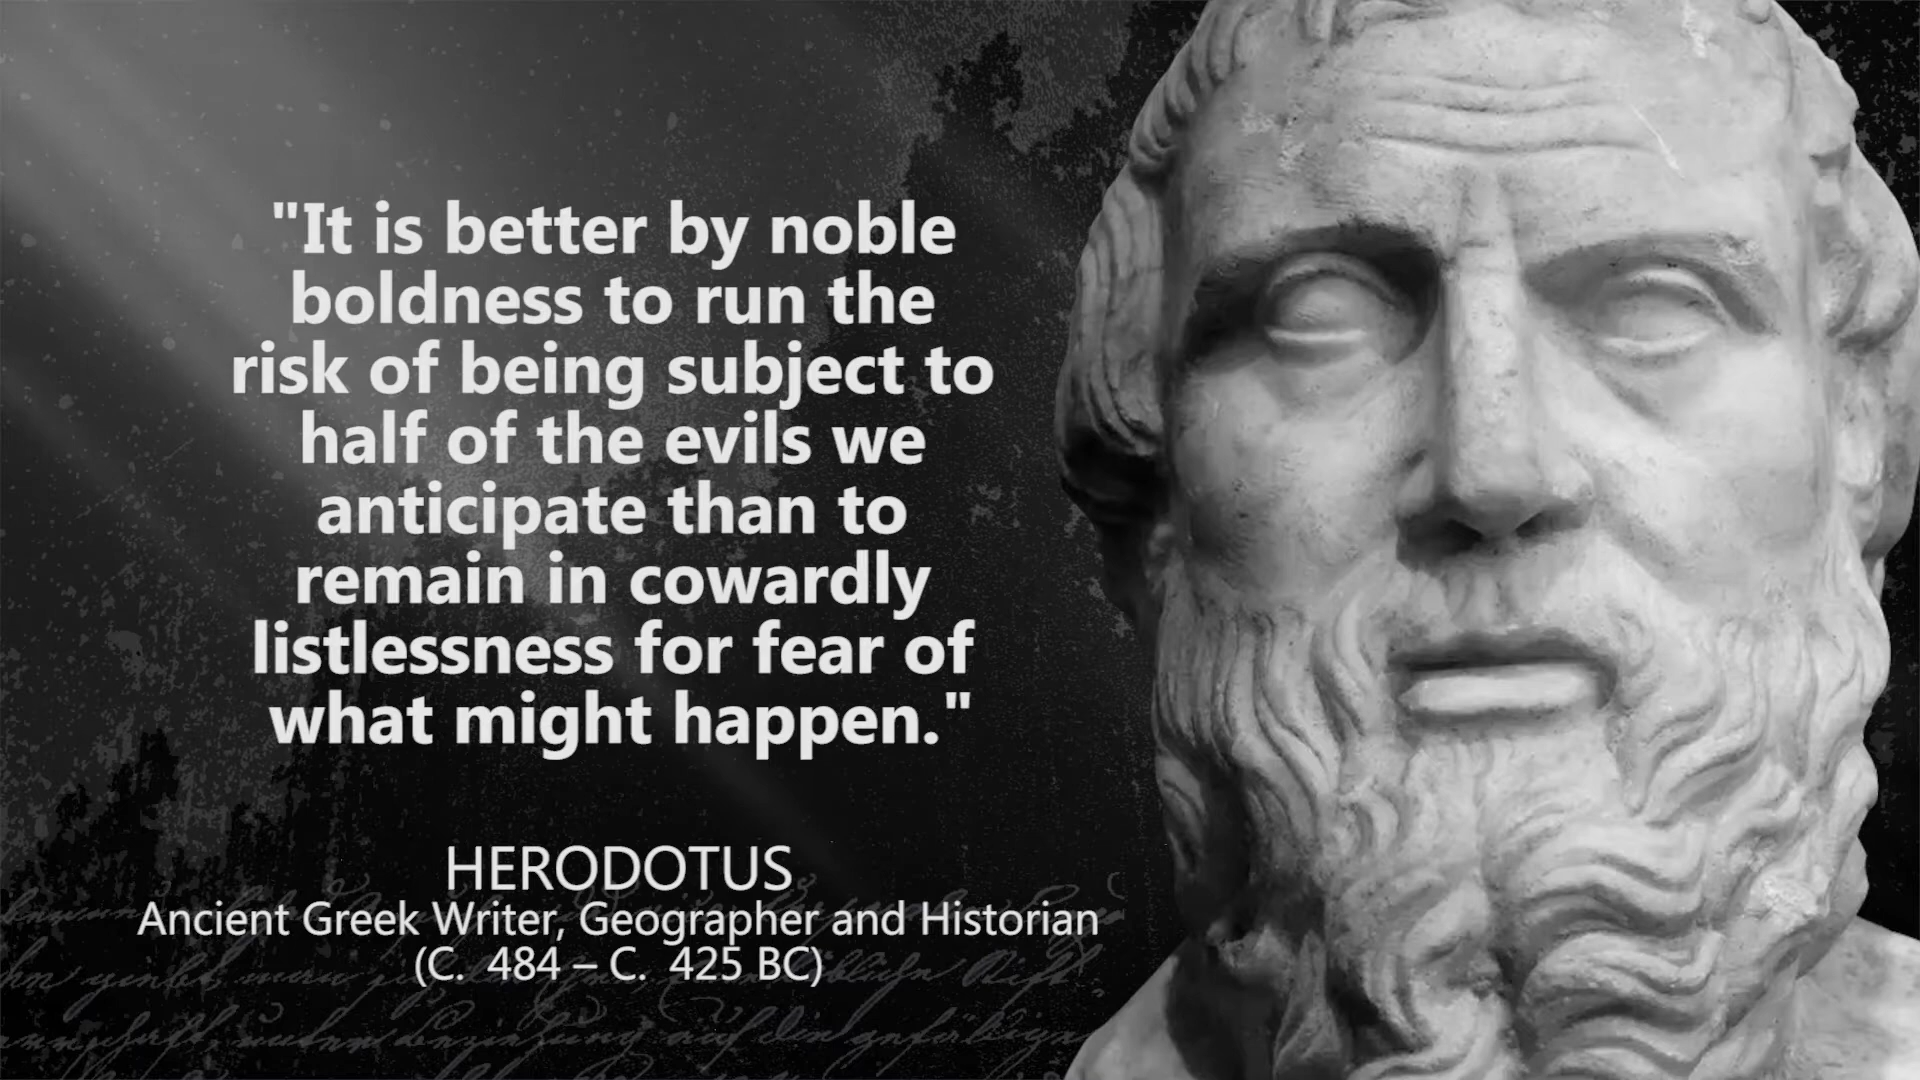 "It is better by noble
boldness to run the
risk of being subject to
half of the evils we
anticipate than to
remain in cowardly
listlessness for fear of
what might happen."
HERODOTUS
Ancient Greek Writer, Geographer and Historian
(C. 484 – C. 425 BC)